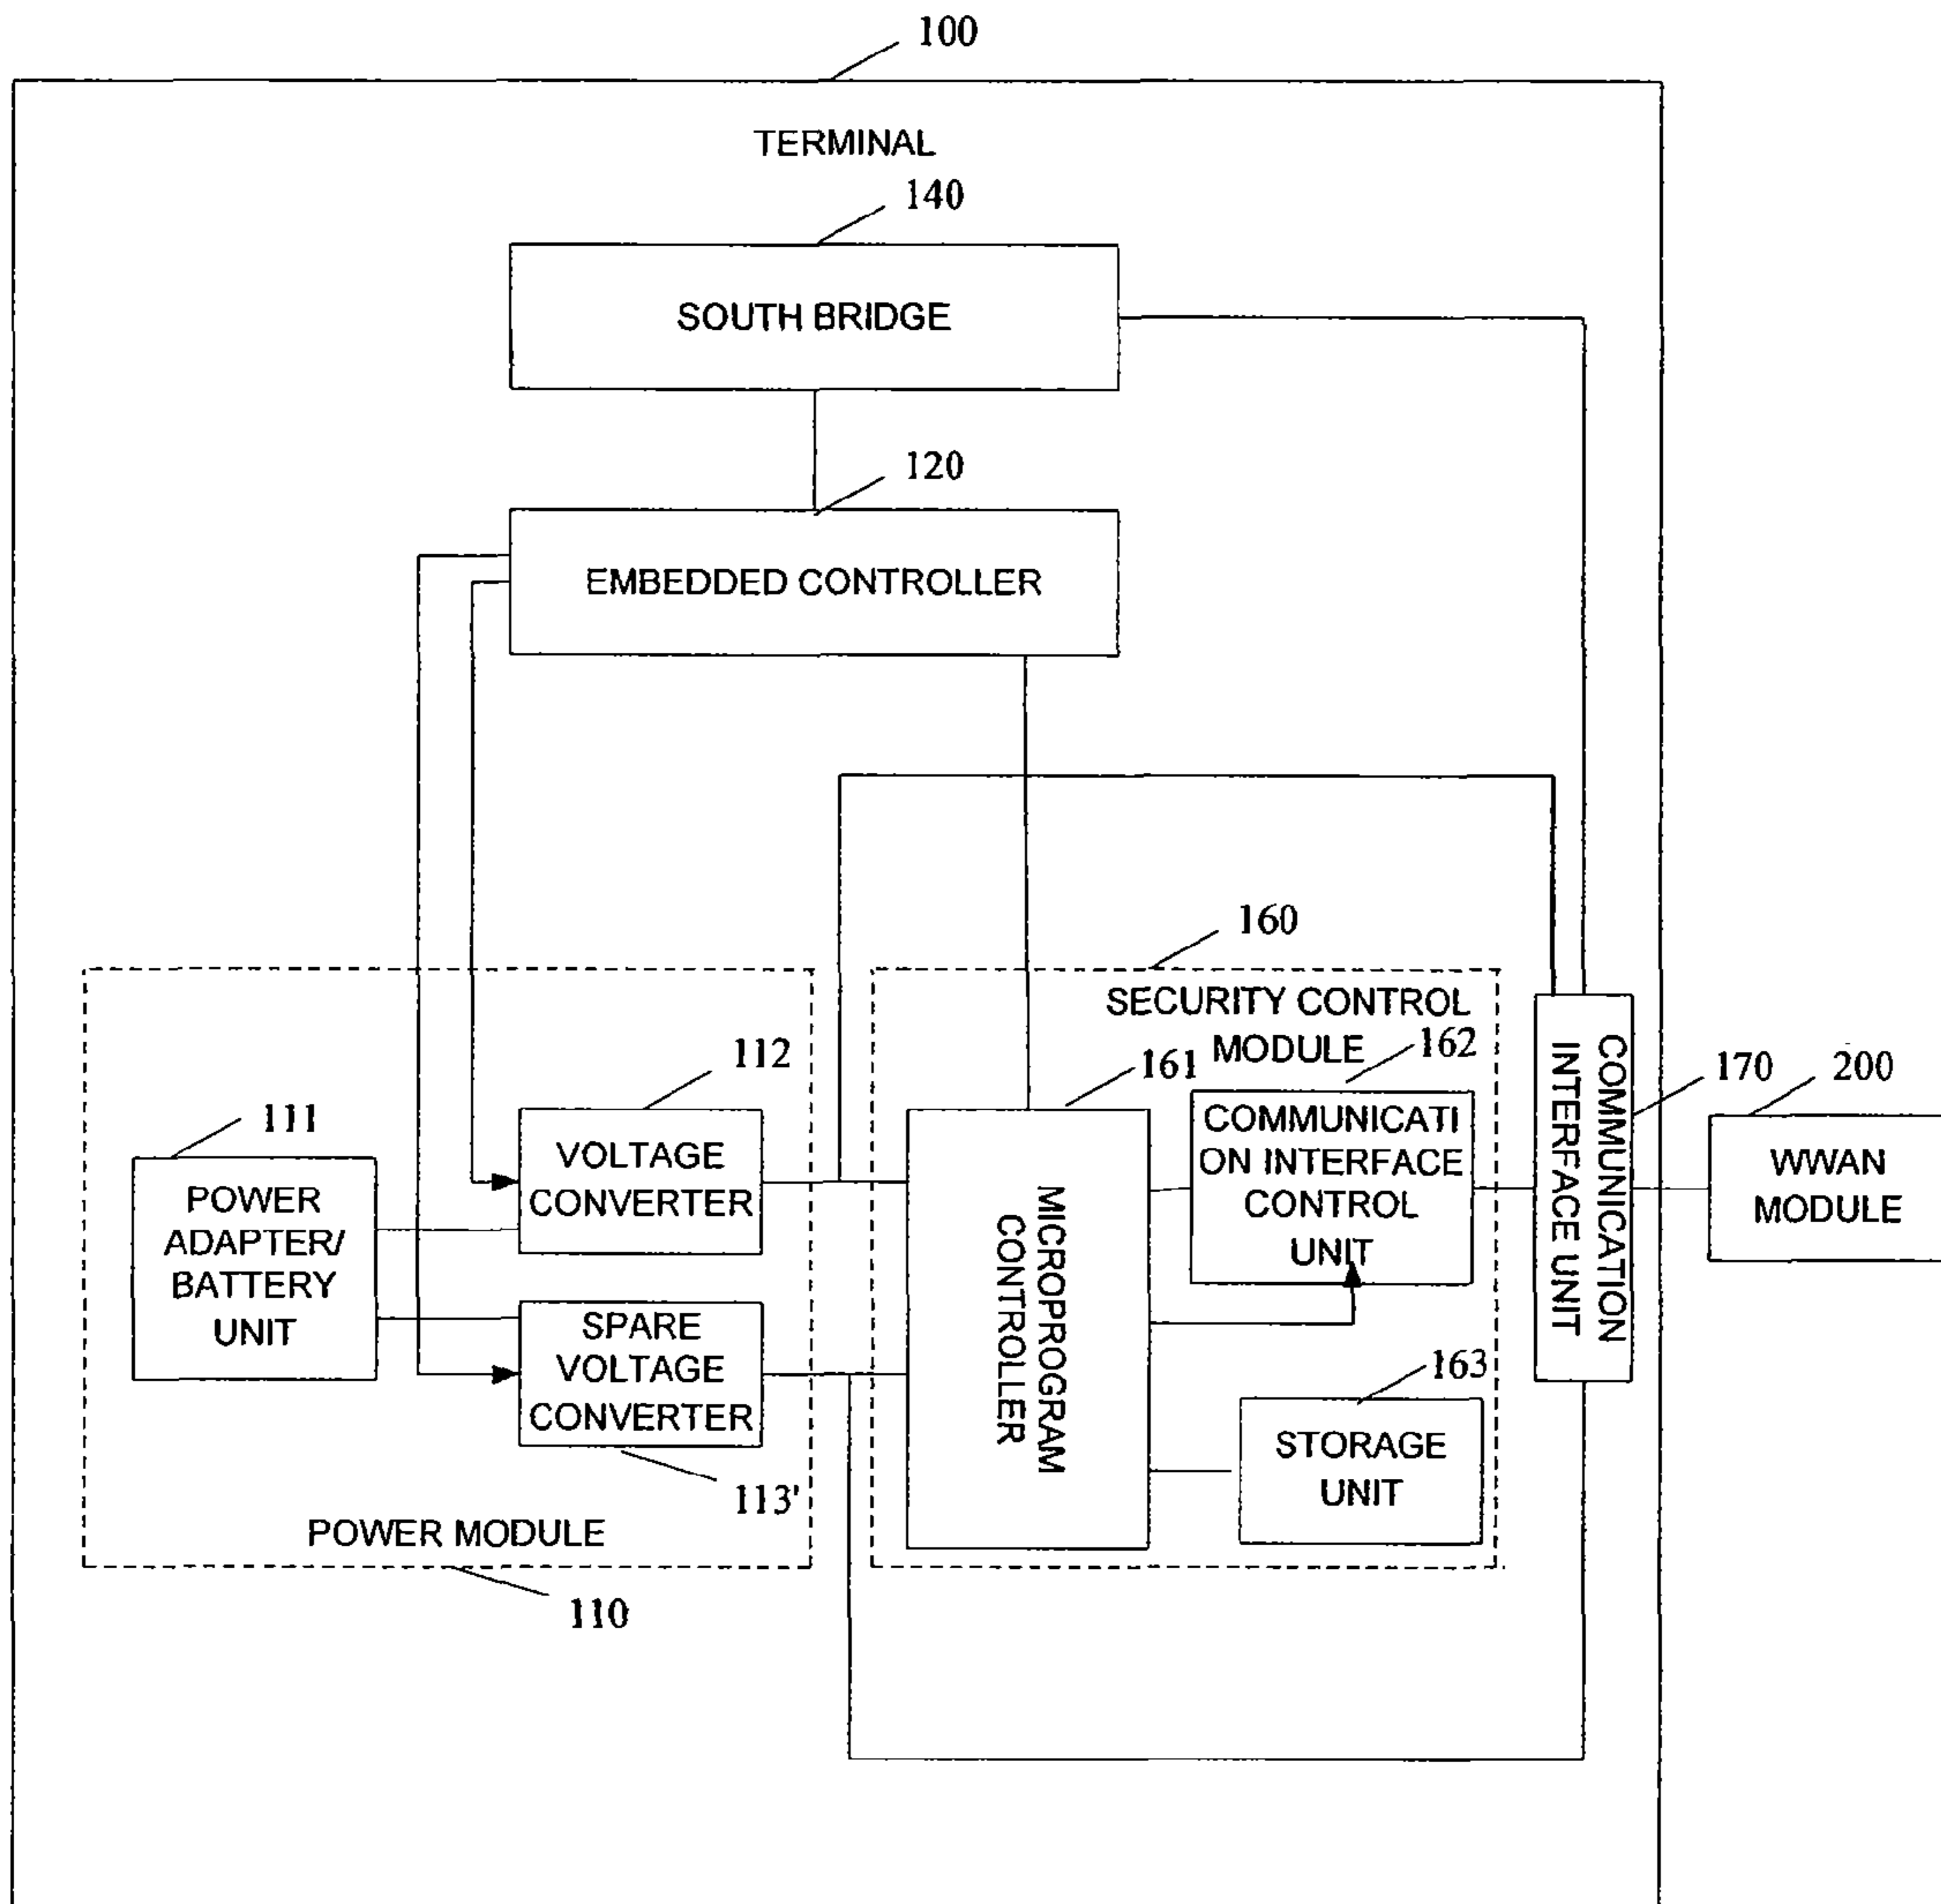 100
TERMINAL
140
SOUTH BRIDGE
120
EMBEDDED CONTROLLER
160
SECURITY CONTROL
MODULE
162
161
112
111
170
200
POWER
ADAPTER/
BATTERY
UNIT
VOLTAGE
CONVERTER
SPARE
VOLTAGE
CONVERTER
113'
POWER MODULE
110
MICROPROGRAM
CONTROLLER
COMMUNICATI
ON INTERFACE
CONTROL
UNIT
163
STORAGE
UNIT
COMMUNICATION
INTERFACE UNIT
WWAN
MODULE